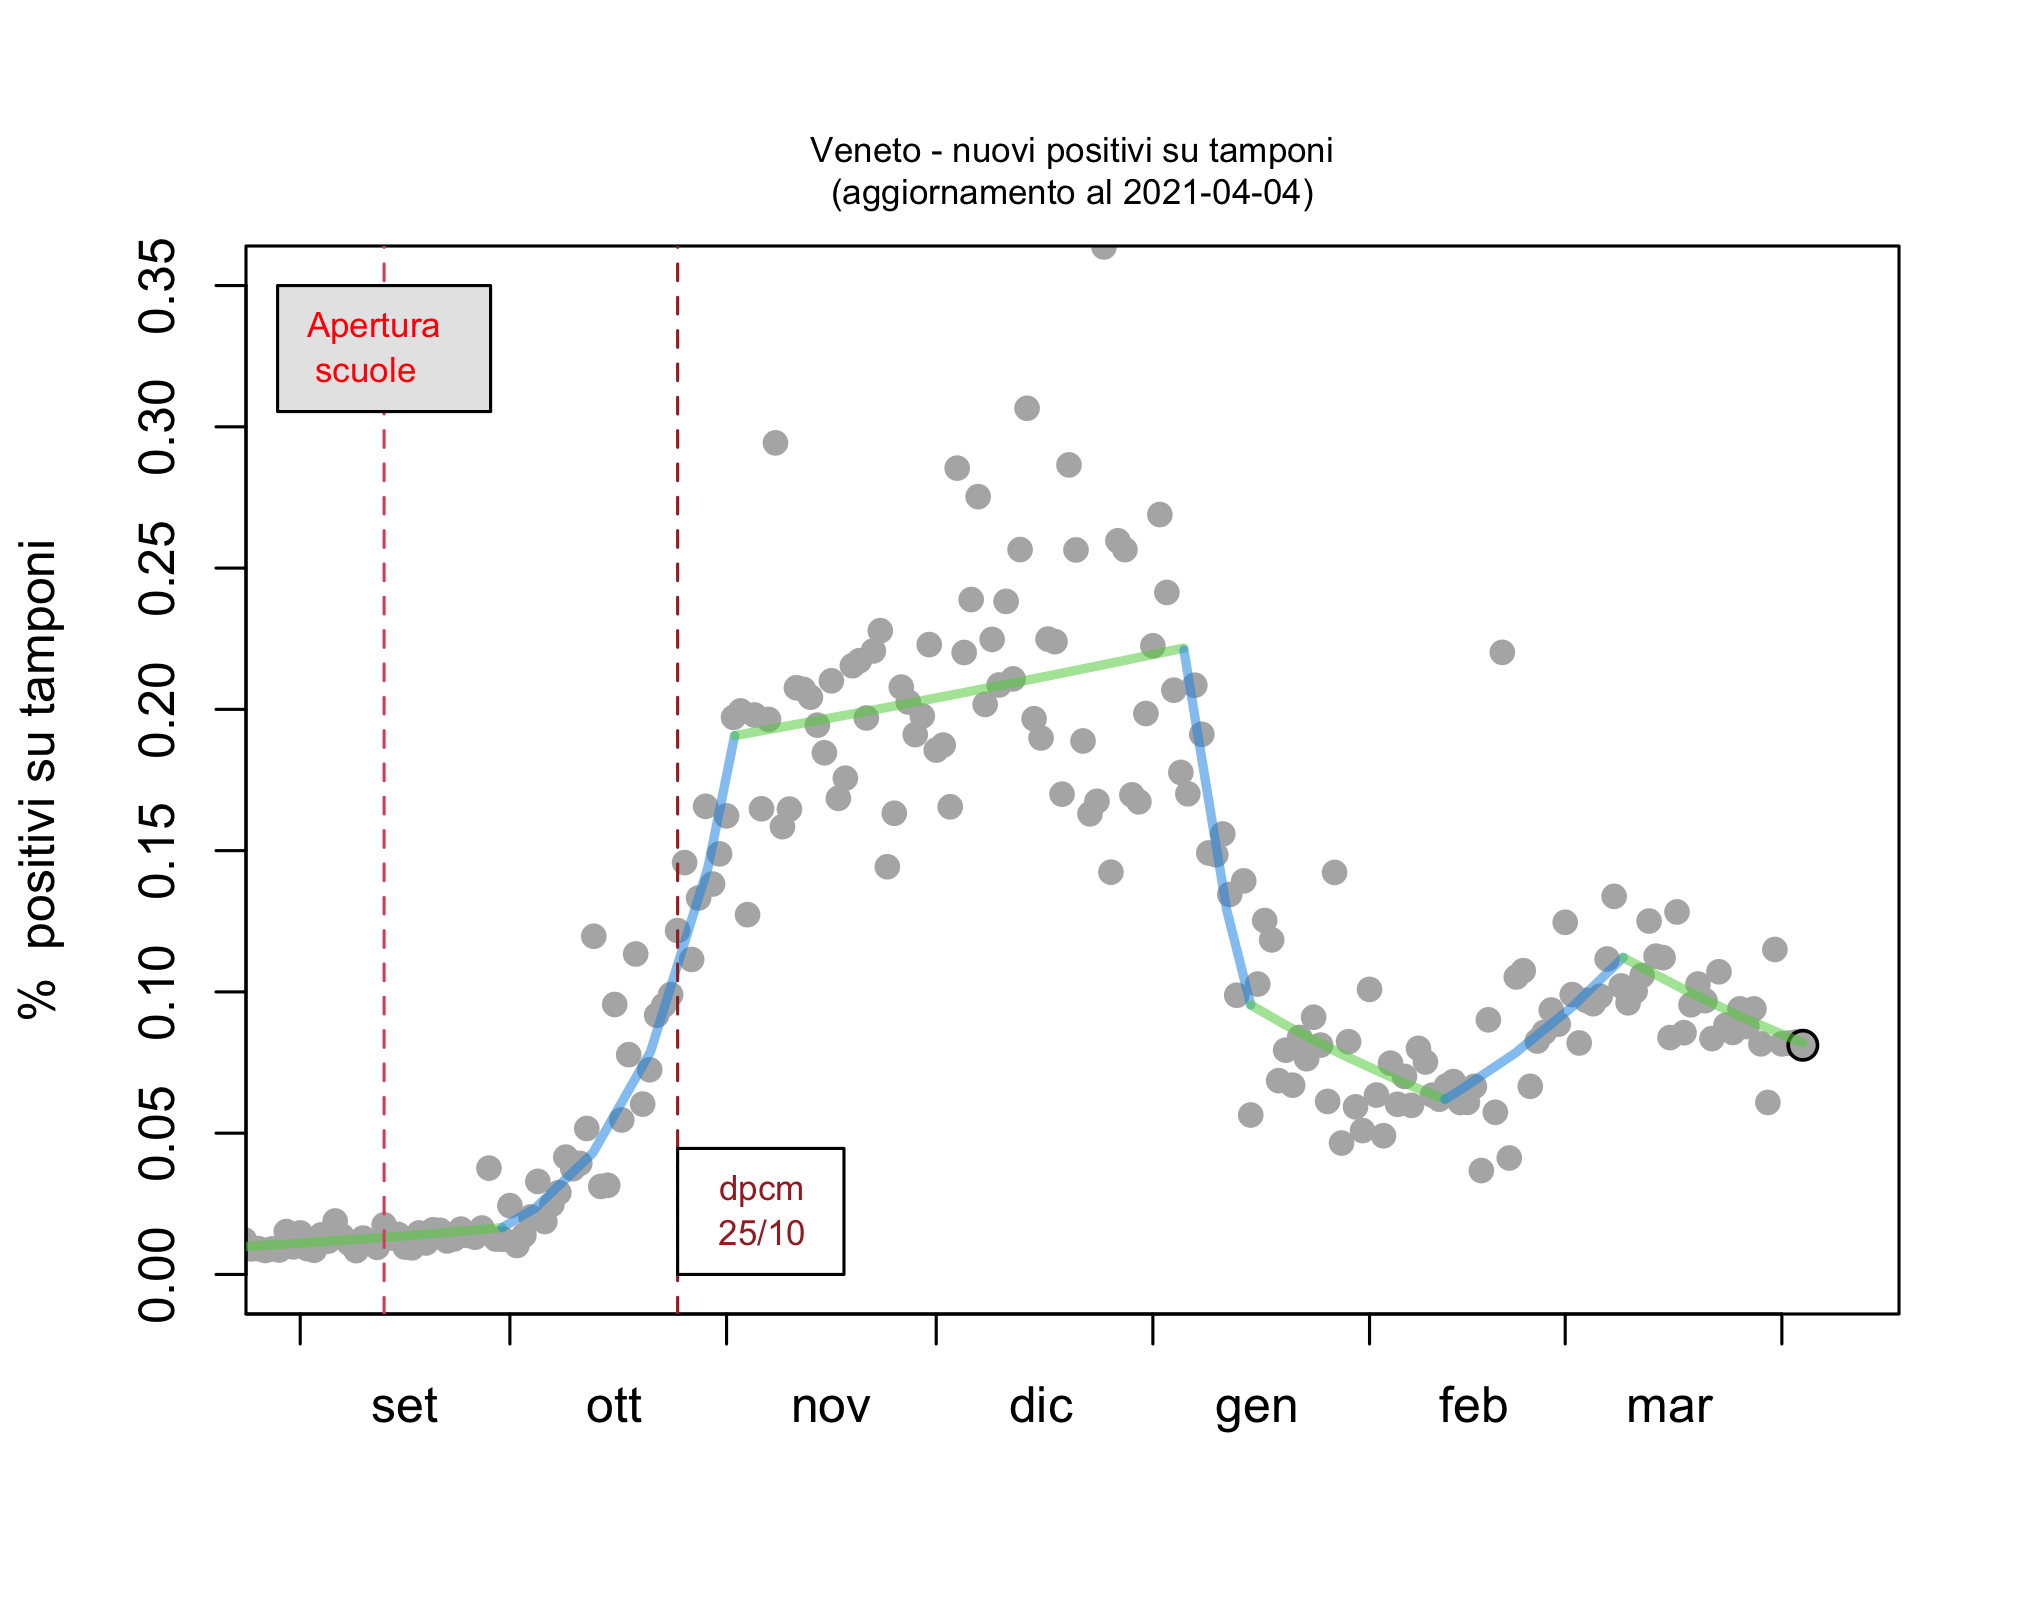 Veneto - nuovi positivi su tamponi
(aggiornamento al 2021-04-04)
% positivi su tamponi
0.35
0.30
0.25
0.20
0.15
0.10
0.05
0.00
Apertura
scuole
dpcm
25/10
set ott nov dic gen feb mar